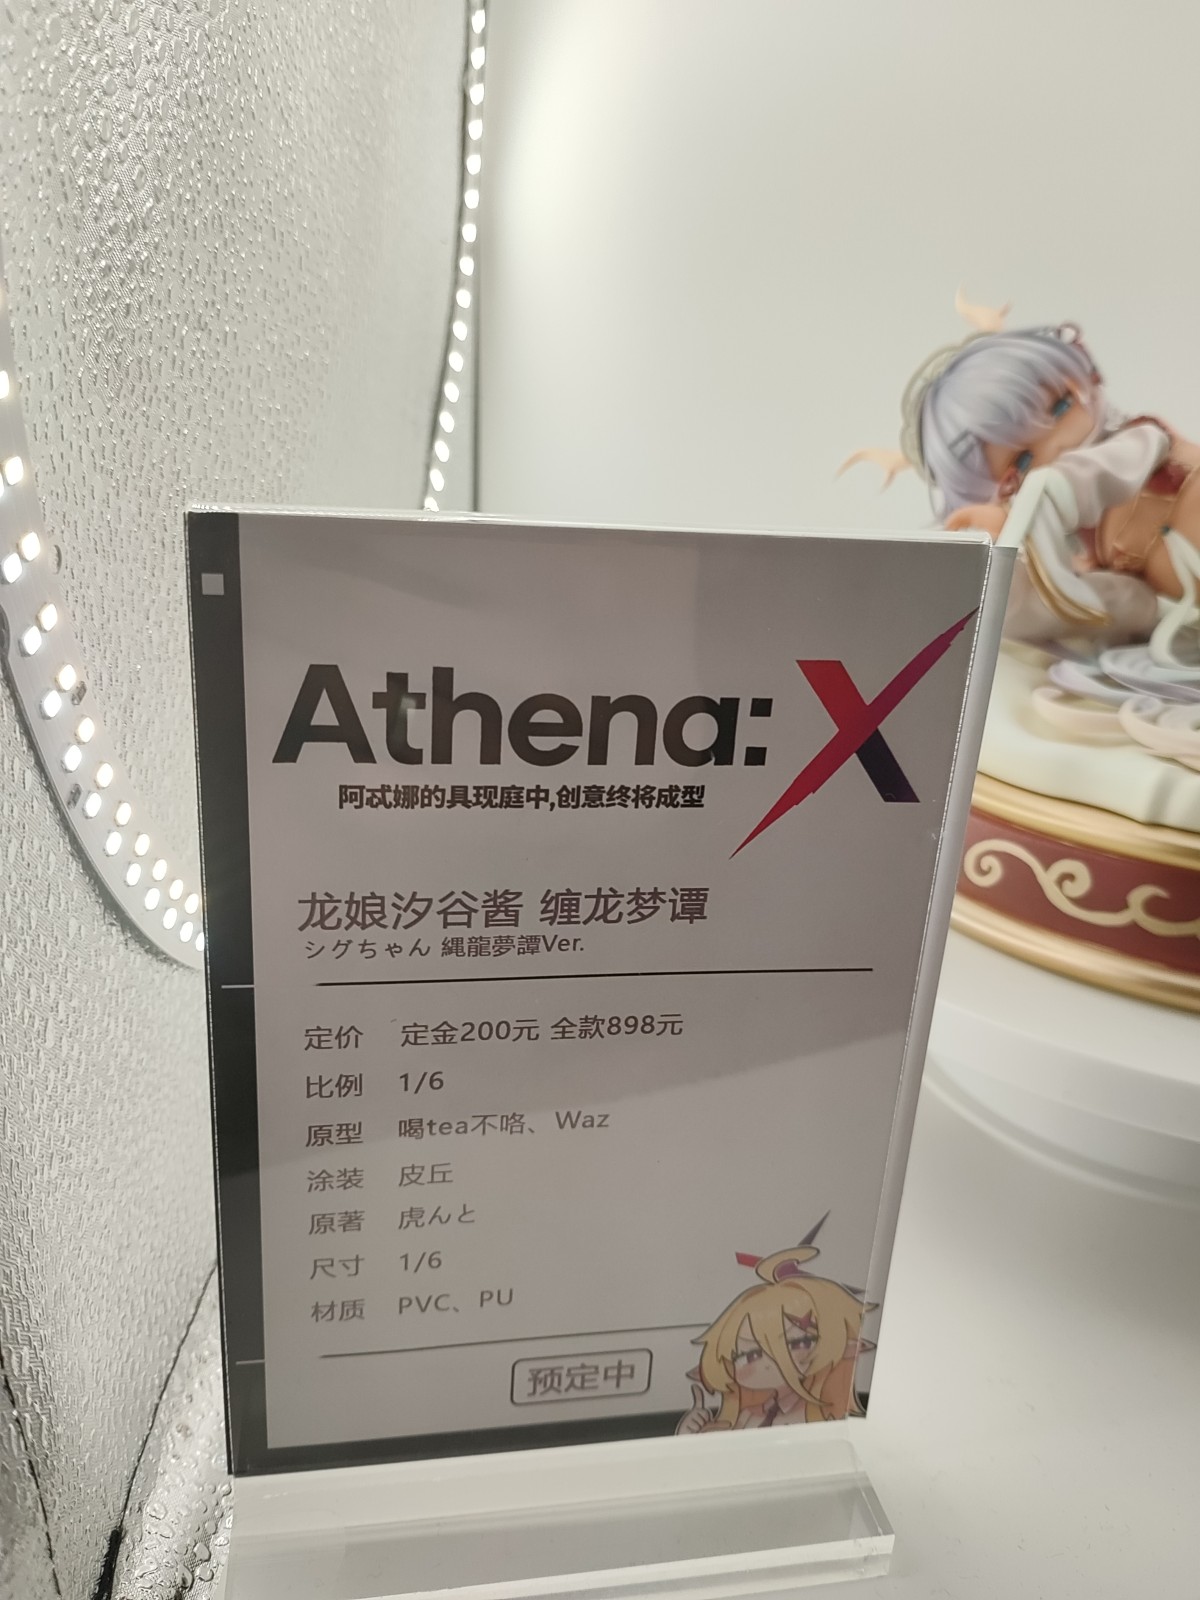 Athena:X
阿忒娜的具现庭中,创意终将成型
龙娘汐谷酱 缠龙梦谭
シグちゃん 縄龍夢譚Ver.
定价 定金200元 全款898元
比例 1/6
原型 喝tea不咯、Waz
涂装 皮丘
原著 虎んと
尺寸 1/6
材质 PVC、PU
预定中